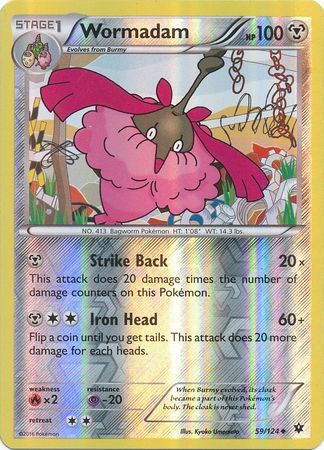 STAGE1
Wormadam
HP100
Evolves from Burmy
NO. 413 Bagworm Pokémon HT: 1'08" WT: 14.3 lbs.
Strike Back 20×
This attack does 20 damage times the number
of damage counters on this Pokémon.
Iron Head 60+
Flip a coin until you get tails. This attack does 20 more
damage for each heads.
weakness
×2
resistance
-20
retreat
When Burmy evolved, its cloak
became a part of this Pokémon's
body. The cloak is never shed.
©2016 Pokémon
Illus. Kyoko Umemoto
59/124